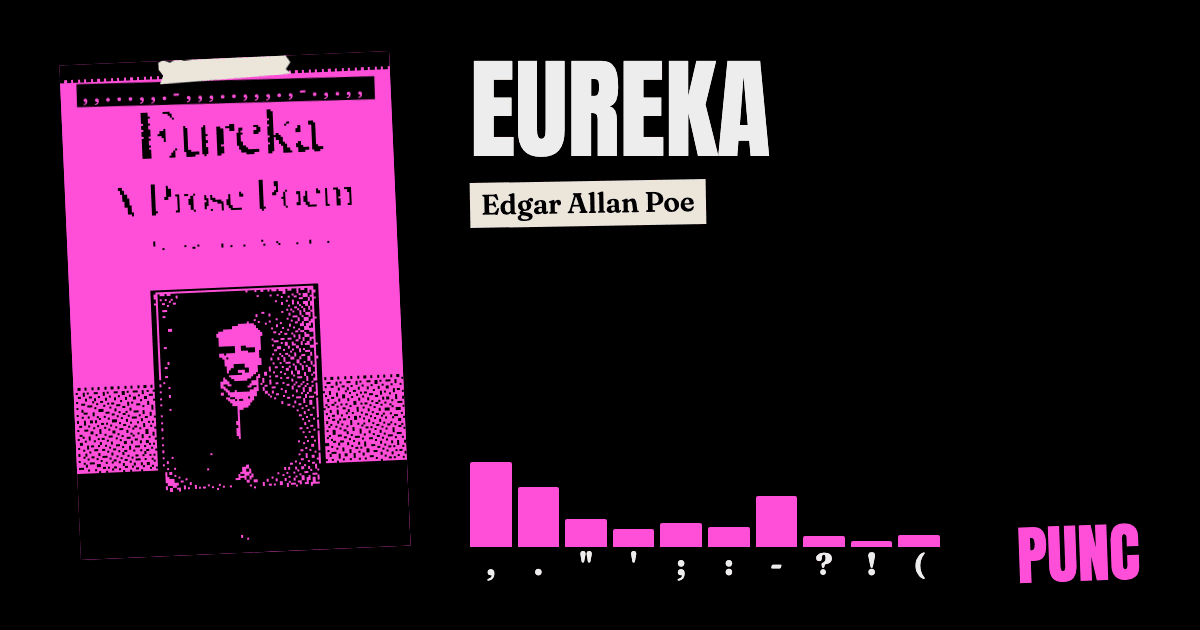 ,,...,,.-,,,.,,,.,-.,.,,
Eureka
A Prose Poem
EUREKA
Edgar Allan Poe
, . " ' ; : - ? ! (
PUNC